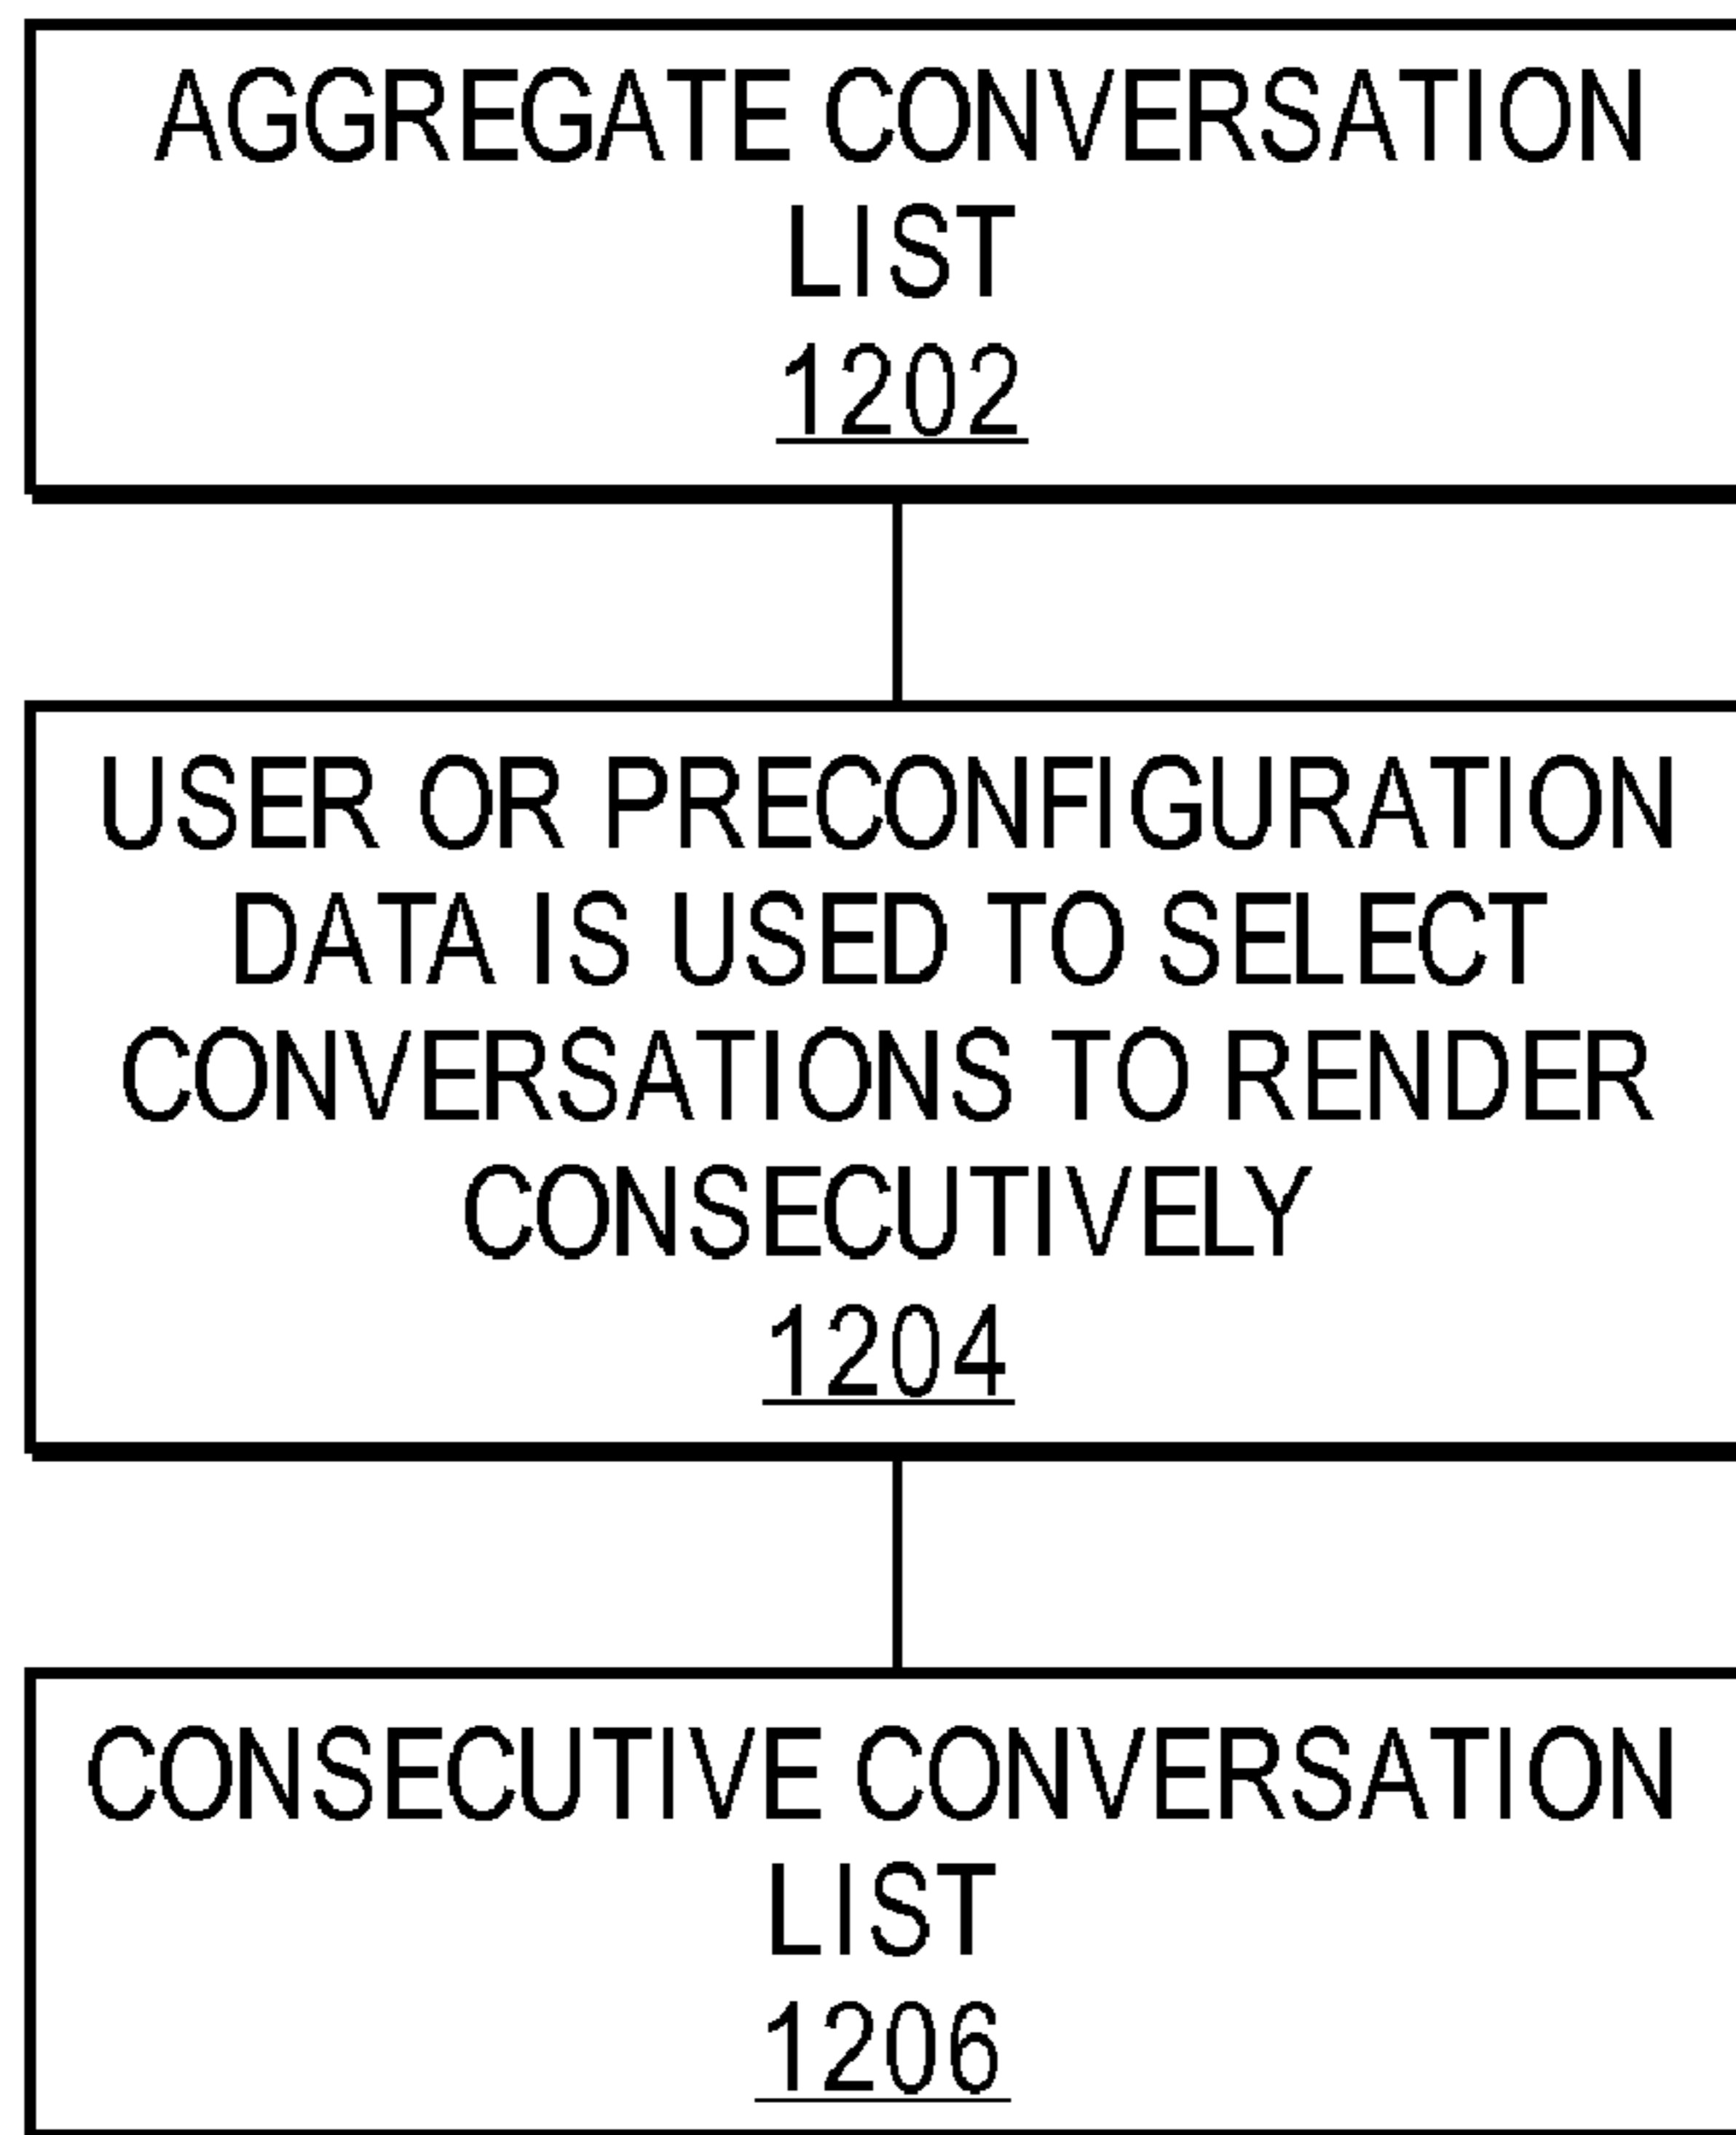 AGGREGATE CONVERSATION
LIST
1202
USER OR PRECONFIGURATION
DATA IS USED TO SELECT
CONVERSATIONS TO RENDER
CONSECUTIVELY
1204
CONSECUTIVE CONVERSATION
LIST
1206